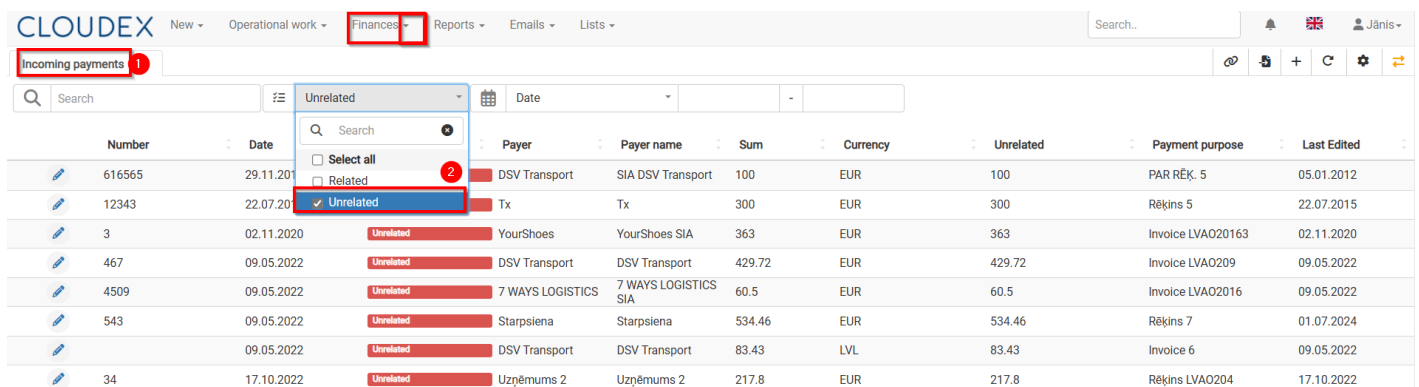 CLOUDEX New Operational work Finances Reports Emails Lists Search.. Jānis
Incoming payments 1
Search Unrelated Date -
Search
Number Date Payer Payer name Sum Currency Unrelated Payment purpose Last Edited
Select all
Related 2
Unrelated
616565 29.11.201 DSV Transport SIA DSV Transport 100 EUR 100 PAR RĒĶ. 5 05.01.2012
12343 22.07.201 Tx Tx 300 EUR 300 Rēķins 5 22.07.2015
3 02.11.2020 Unrelated YourShoes YourShoes SIA 363 EUR 363 Invoice LVAO20163 02.11.2020
467 09.05.2022 Unrelated DSV Transport DSV Transport 429.72 EUR 429.72 Invoice LVAO209 09.05.2022
4509 09.05.2022 Unrelated 7 WAYS LOGISTICS 7 WAYS LOGISTICS SIA 60.5 EUR 60.5 Invoice LVAO2016 09.05.2022
543 09.05.2022 Unrelated Starpsiena Starpsiena 534.46 EUR 534.46 Rēķins 7 01.07.2024
09.05.2022 Unrelated DSV Transport DSV Transport 83.43 LVL 83.43 Invoice 6 09.05.2022
34 17.10.2022 Unrelated Uzņēmums 2 Uzņēmums 2 217.8 EUR 217.8 Rēķins LVAO204 17.10.2022